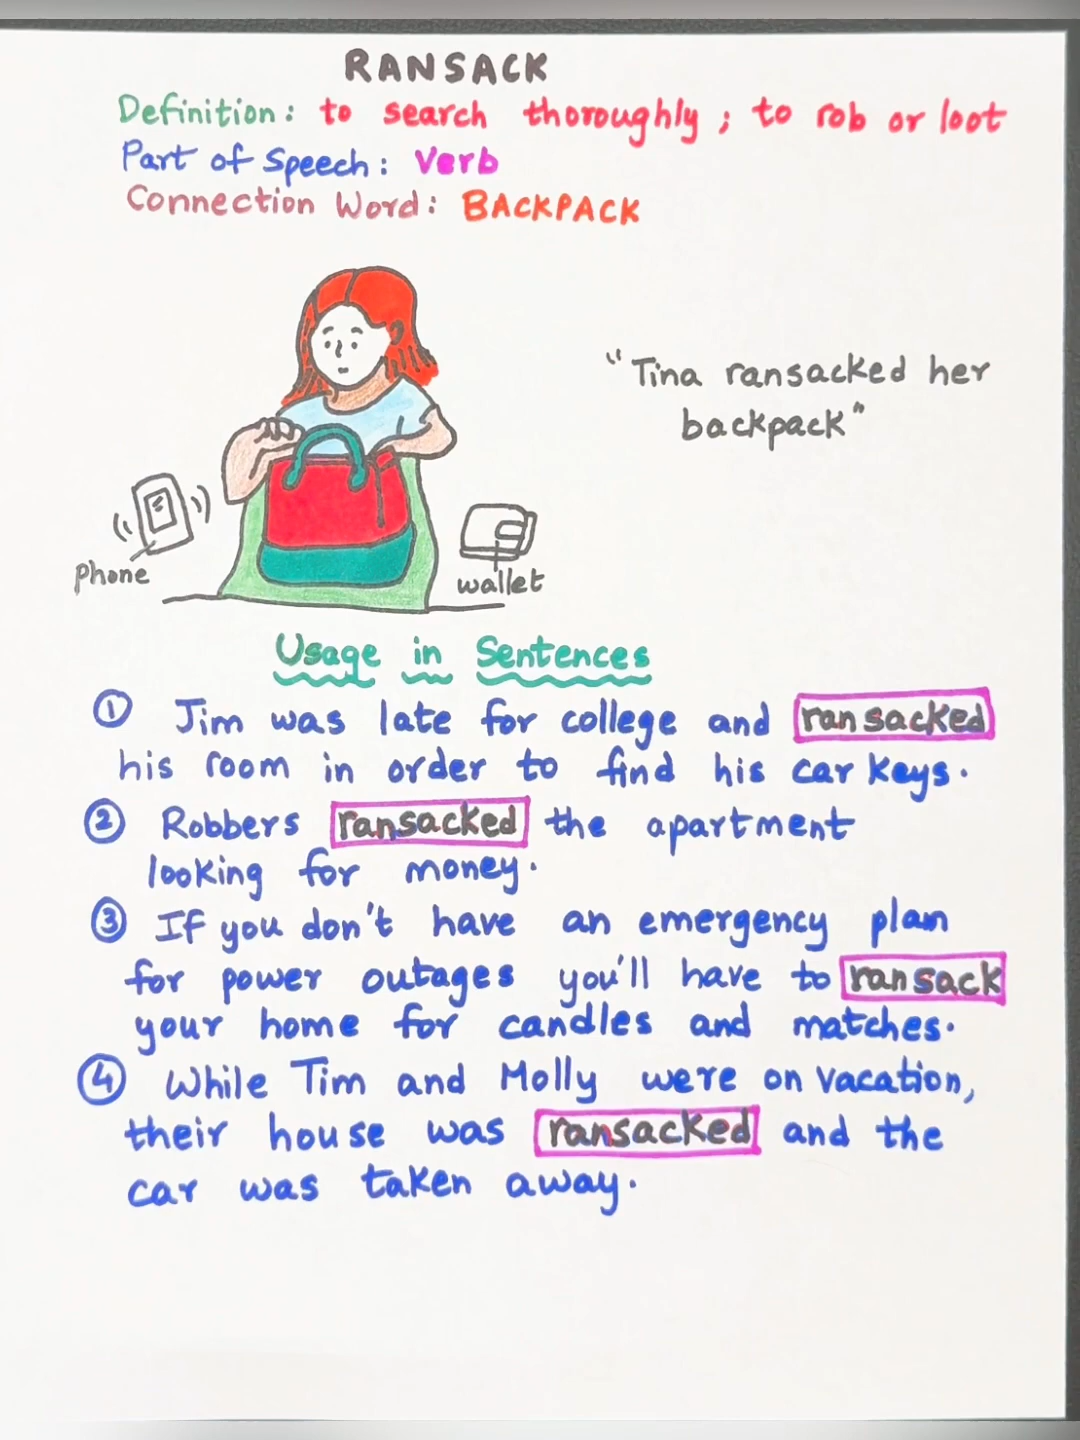 RANSACK
Definition: to search thoroughly; to rob or loot
Part of Speech: Verb
Connection Word: BACKPACK
"Tina ransacked her
backpack"
Phone
wallet
Usage in Sentences
① Jim was late for college and ransacked
his room in order to find his car keys.
② Robbers ransacked the apartment
looking for money.
③ If you don't have an emergency plan
for power outages you'll have to ransack
your home for candles and matches.
④ While Tim and Molly were on vacation,
their house was ransacked and the
car was taken away.